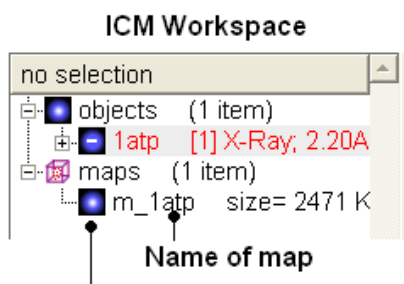 ICM Workspace
no selection
objects (1 item)
1atp [1] X-Ray; 2.20A
maps (1 item)
m_1atp size= 2471 K
Name of map